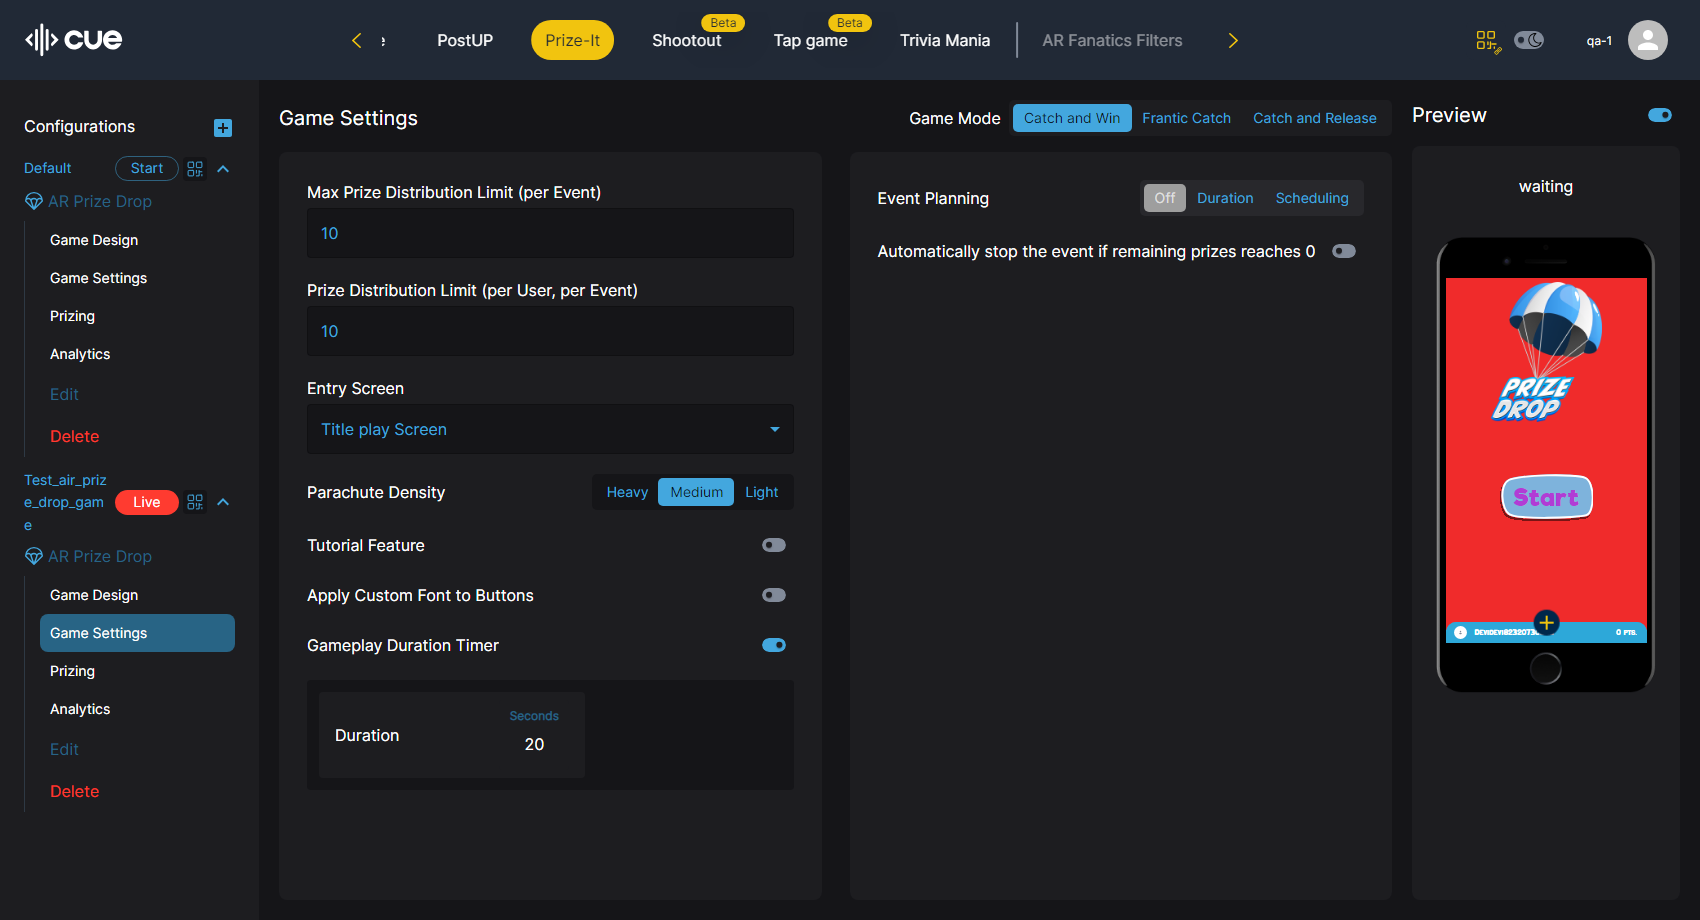 cue
PostUP
Prize-It
Shootout
Beta
Tap game
Beta
Trivia Mania
AR Fanatics Filters
qa-1
Configurations
Default
Start
AR Prize Drop
Game Design
Game Settings
Prizing
Analytics
Edit
Delete
Test_air_priz
e_drop_gam
e
Live
AR Prize Drop
Game Design
Game Settings
Prizing
Analytics
Edit
Delete
Game Settings
Game Mode
Catch and Win
Frantic Catch
Catch and Release
Max Prize Distribution Limit (per Event)
10
Prize Distribution Limit (per User, per Event)
10
Entry Screen
Title play Screen
Parachute Density
Heavy
Medium
Light
Tutorial Feature
Apply Custom Font to Buttons
Gameplay Duration Timer
Duration
Seconds
20
Event Planning
Off
Duration
Scheduling
Automatically stop the event if remaining prizes reaches 0
Preview
waiting
PRIZE
DROP
Start
0 PTS.